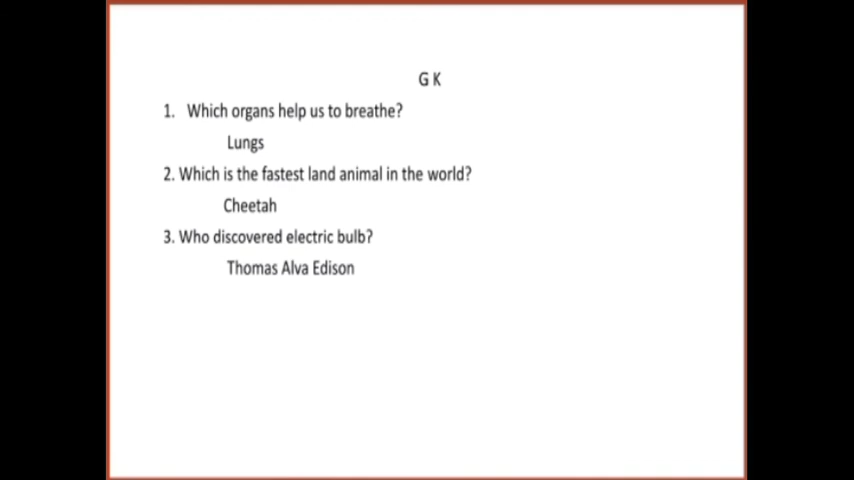 G K
1. Which organs help us to breathe?
Lungs
2. Which is the fastest land animal in the world?
Cheetah
3. Who discovered electric bulb?
Thomas Alva Edison